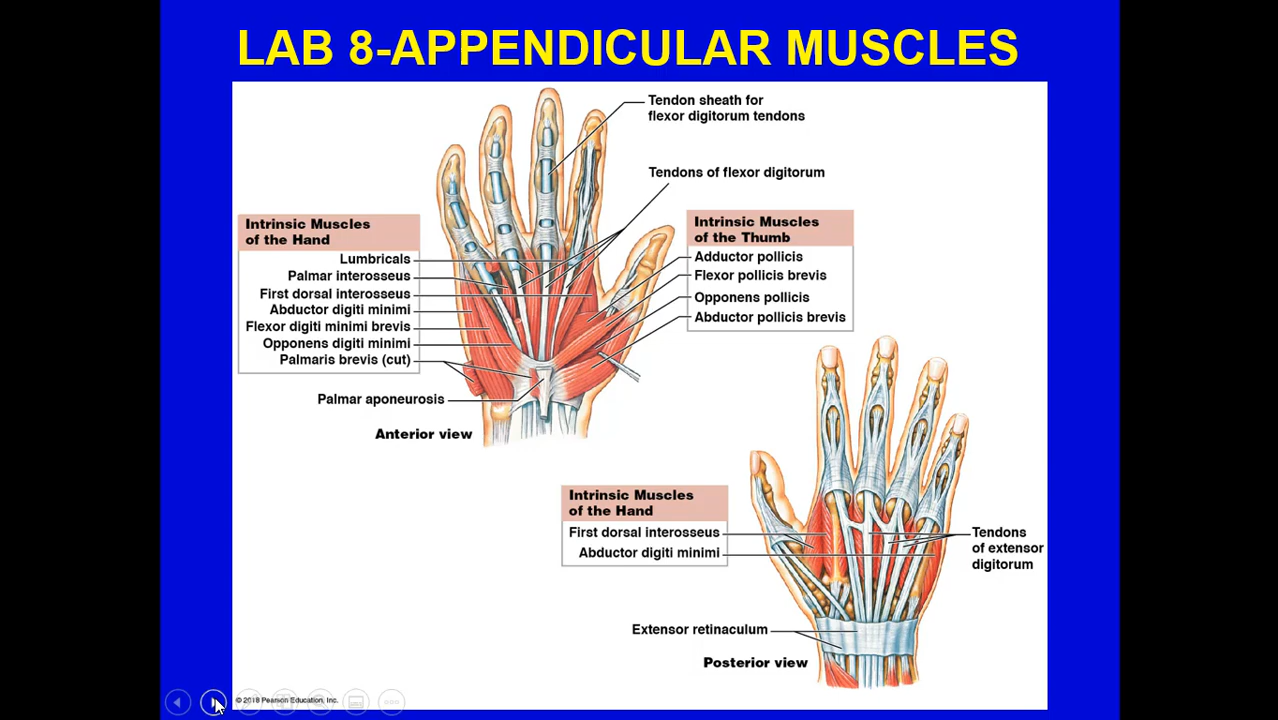 LAB 8-APPENDICULAR MUSCLES
Tendon sheath for
flexor digitorum tendons
Tendons of flexor digitorum
Intrinsic Muscles
of the Hand
Lumbricals
Palmar interosseus
First dorsal interosseus
Abductor digiti minimi
Flexor digiti minimi brevis
Opponens digiti minimi
Palmaris brevis (cut)
Palmar aponeurosis
Anterior view
Intrinsic Muscles
of the Thumb
Adductor pollicis
Flexor pollicis brevis
Opponens pollicis
Abductor pollicis brevis
Intrinsic Muscles
of the Hand
First dorsal interosseus
Abductor digiti minimi
Tendons
of extensor
digitorum
Extensor retinaculum
Posterior view
© 2018 Pearson Education, Inc.